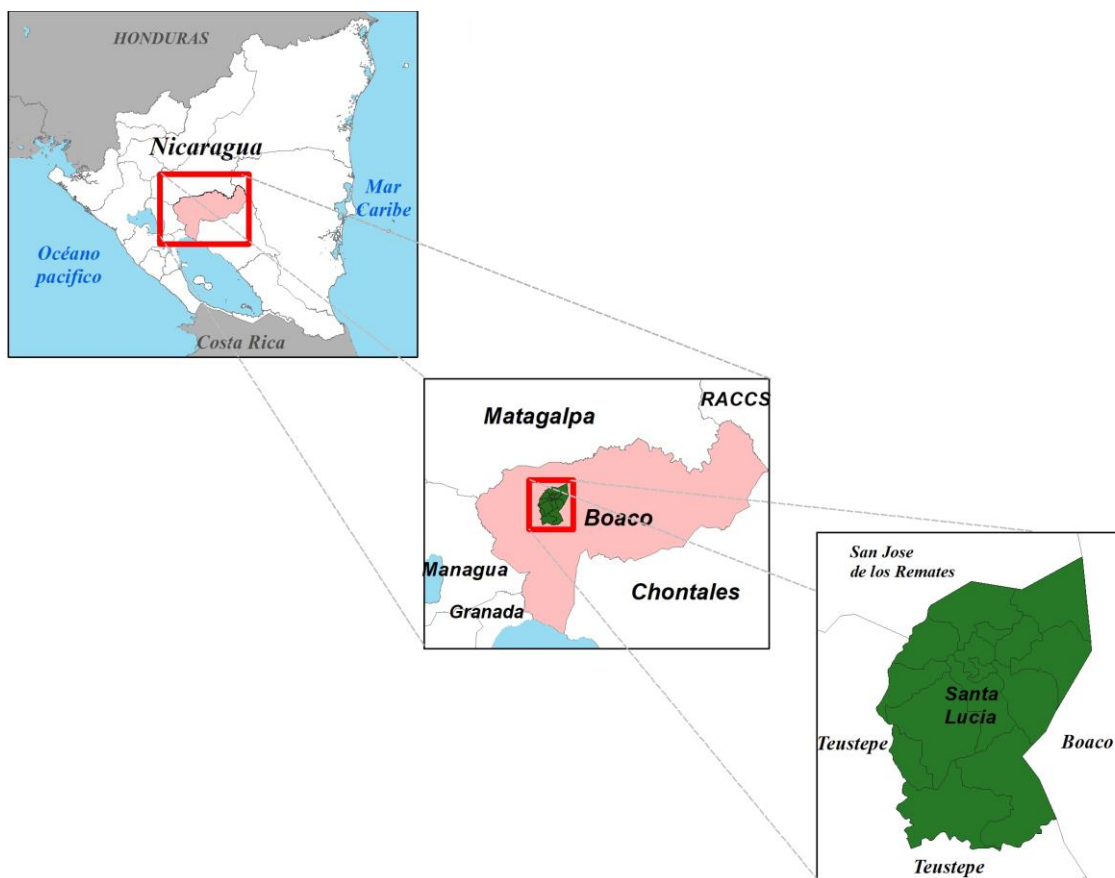 HONDURAS
Nicaragua
Mar
Caribe
Océano
pacifico
Costa Rica
RACCS
Matagalpa
Boaco
Managua
Granada
Chontales
San Jose
de los Remates
Santa
Lucia
Teustepe
Boaco
Teustepe